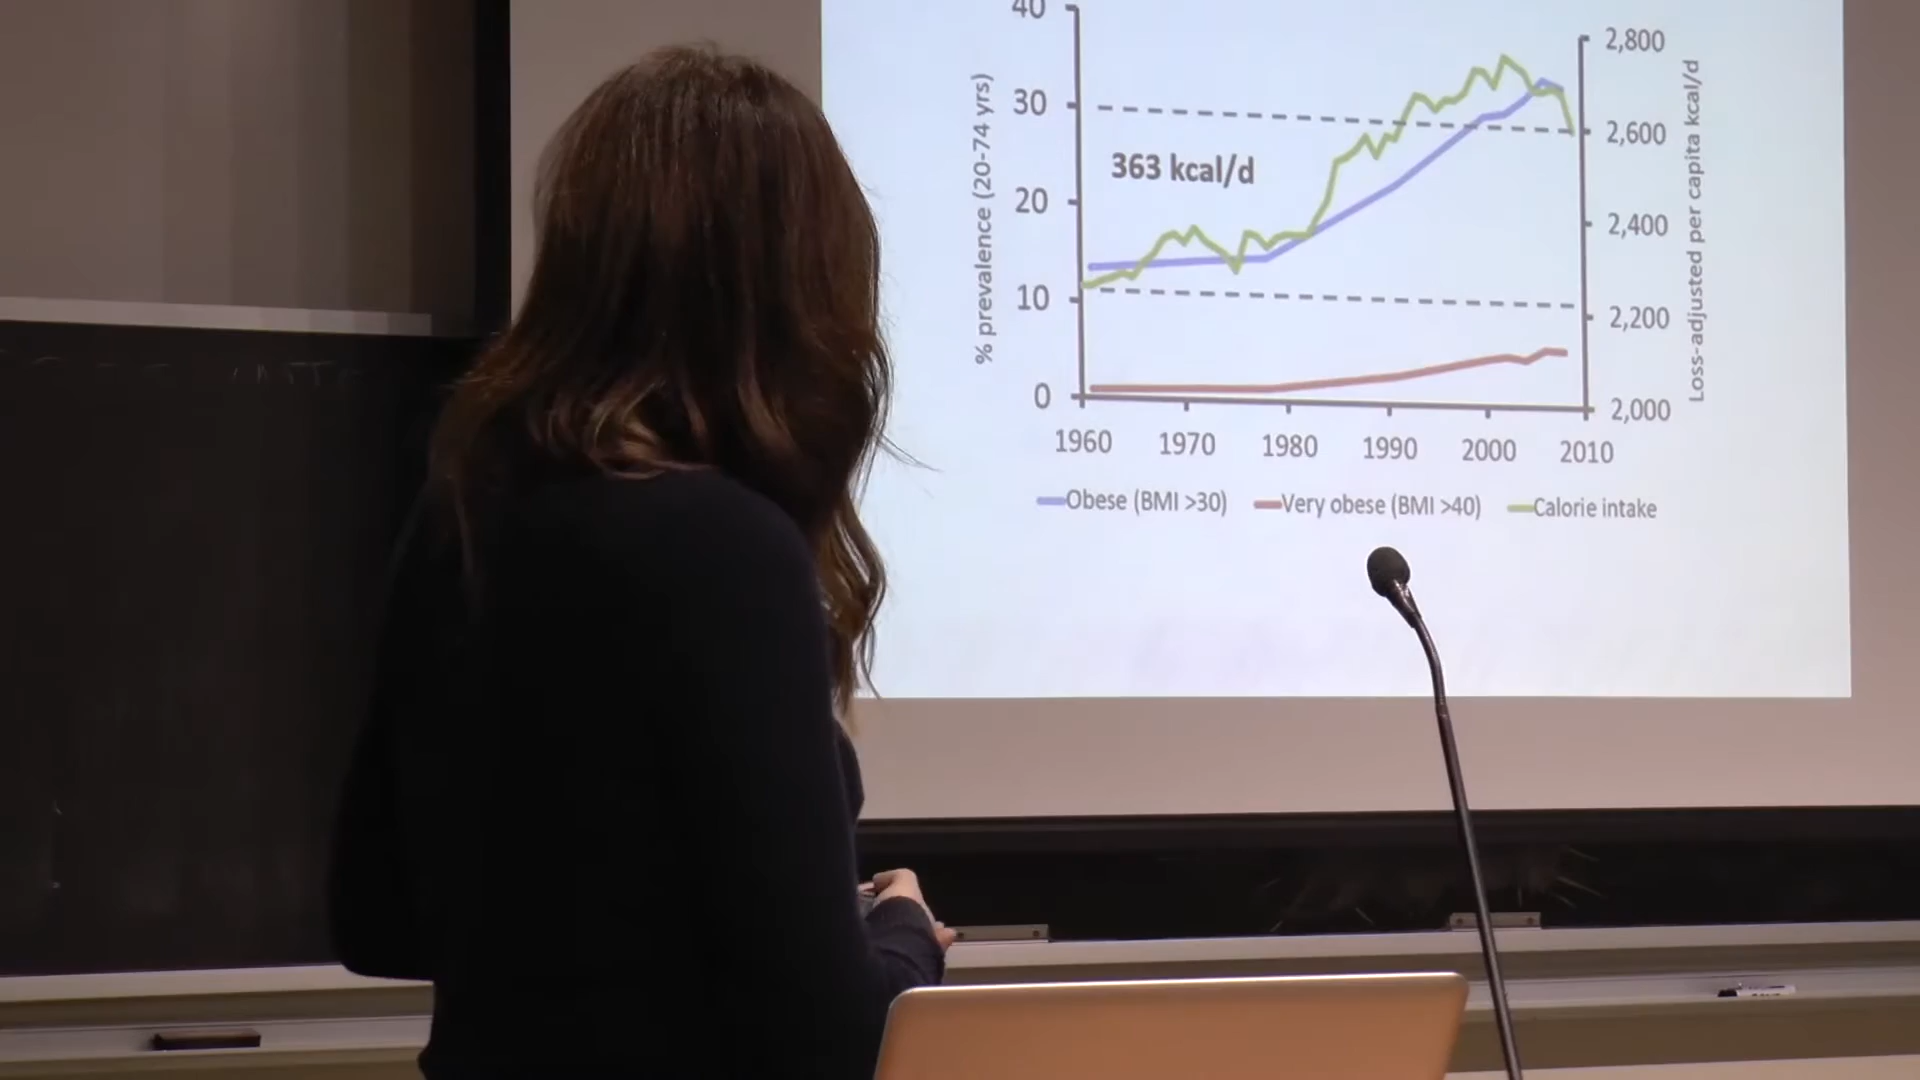 40
30
20
10
0
% prevalence (20-74 yrs)
363 kcal/d
2,800
2,600
2,400
2,200
2,000
Loss-adjusted per capita kcal/d
1960 1970 1980 1990 2000 2010
Obese (BMI >30) Very obese (BMI >40) Calorie intake